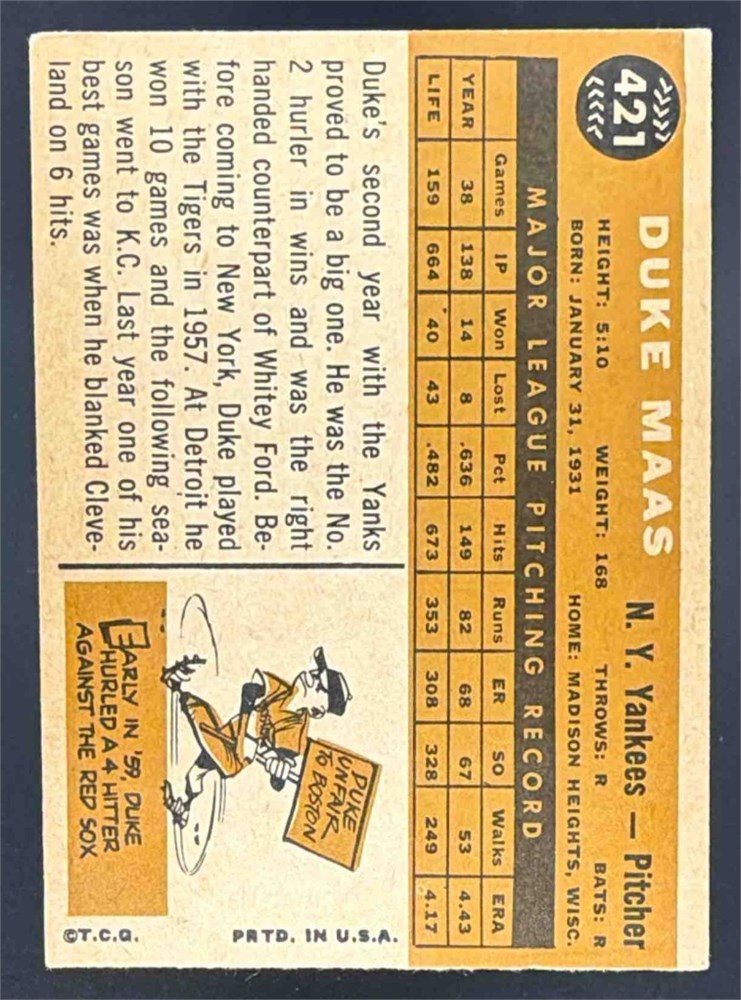 421
DUKE MAAS N. Y. Yankees — Pitcher
HEIGHT: 5:10 WEIGHT: 168 THROWS: R BATS: R
BORN: JANUARY 31, 1931 HOME: MADISON HEIGHTS, WISC.
MAJOR LEAGUE PITCHING RECORD
Games IP Won Lost Pct Hits Runs ER SO Walks ERA
YEAR 38 138 14 8 .636 149 82 68 67 53 4.43
LIFE 159 664 40 43 .482 673 353 308 328 249 4.17
Duke's second year with the Yanks
proved to be a big one. He was the No.
2 hurler in wins and was the right
handed counterpart of Whitey Ford. Be-
fore coming to New York, Duke played
with the Tigers in 1957. At Detroit he
won 10 games and the following sea-
son went to K.C. Last year one of his
best games was when he blanked Cleve-
land on 6 hits.
DUKE
UNFAIR
TO BOSTON
EARLY IN '59, DUKE
HURLED A 4 HITTER
AGAINST THE RED SOX
©T.C.G. PRTD. IN U.S.A.